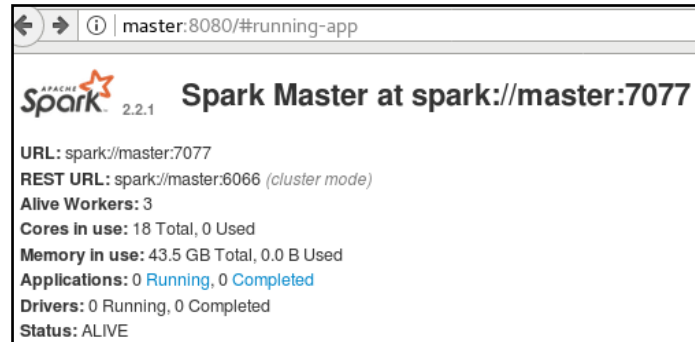 master:8080/#running-app
APACHE Spark 2.2.1 Spark Master at spark://master:7077
URL: spark://master:7077
REST URL: spark://master:6066 (cluster mode)
Alive Workers: 3
Cores in use: 18 Total, 0 Used
Memory in use: 43.5 GB Total, 0.0 B Used
Applications: 0 Running, 0 Completed
Drivers: 0 Running, 0 Completed
Status: ALIVE